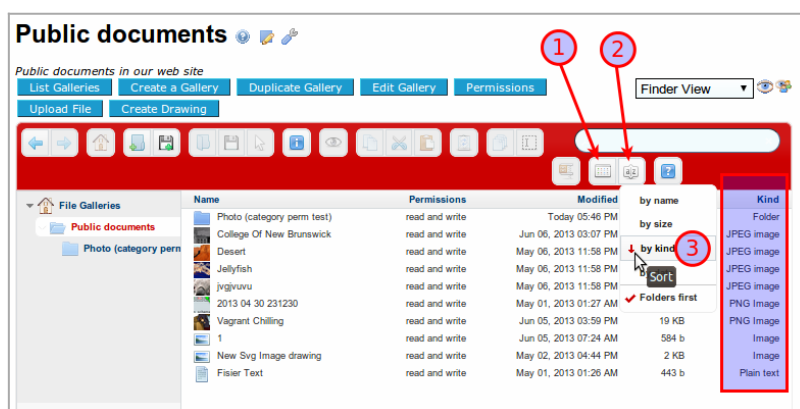 Public documents
1 2
Public documents in our web site
List Galleries Create a Gallery Duplicate Gallery Edit Gallery Permissions Finder View
Upload File Create Drawing
File Galleries
Public documents
Photo (category perm
Name Permissions Modified Kind
Photo (category perm test) read and write Today 05:46 PM Folder
College Of New Brunswick read and write Jun 06, 2013 03:07 PM JPEG image
Desert read and write May 06, 2013 11:58 PM JPEG image
Jellyfish read and write May 06, 2013 11:58 PM JPEG image
jvgjvuvu read and write May 06, 2013 11:58 PM JPEG image
2013 04 30 231230 read and write May 01, 2013 01:27 AM PNG Image
Vagrant Chilling read and write Jun 05, 2013 03:59 PM 19 KB PNG Image
1 read and write Jun 05, 2013 07:24 AM 584 b Image
New Svg Image drawing read and write May 02, 2013 04:44 PM 2 KB Image
Fisier Text read and write May 01, 2013 01:26 AM 443 b Plain text
by name
by size
by kind 3
Sort
Folders first